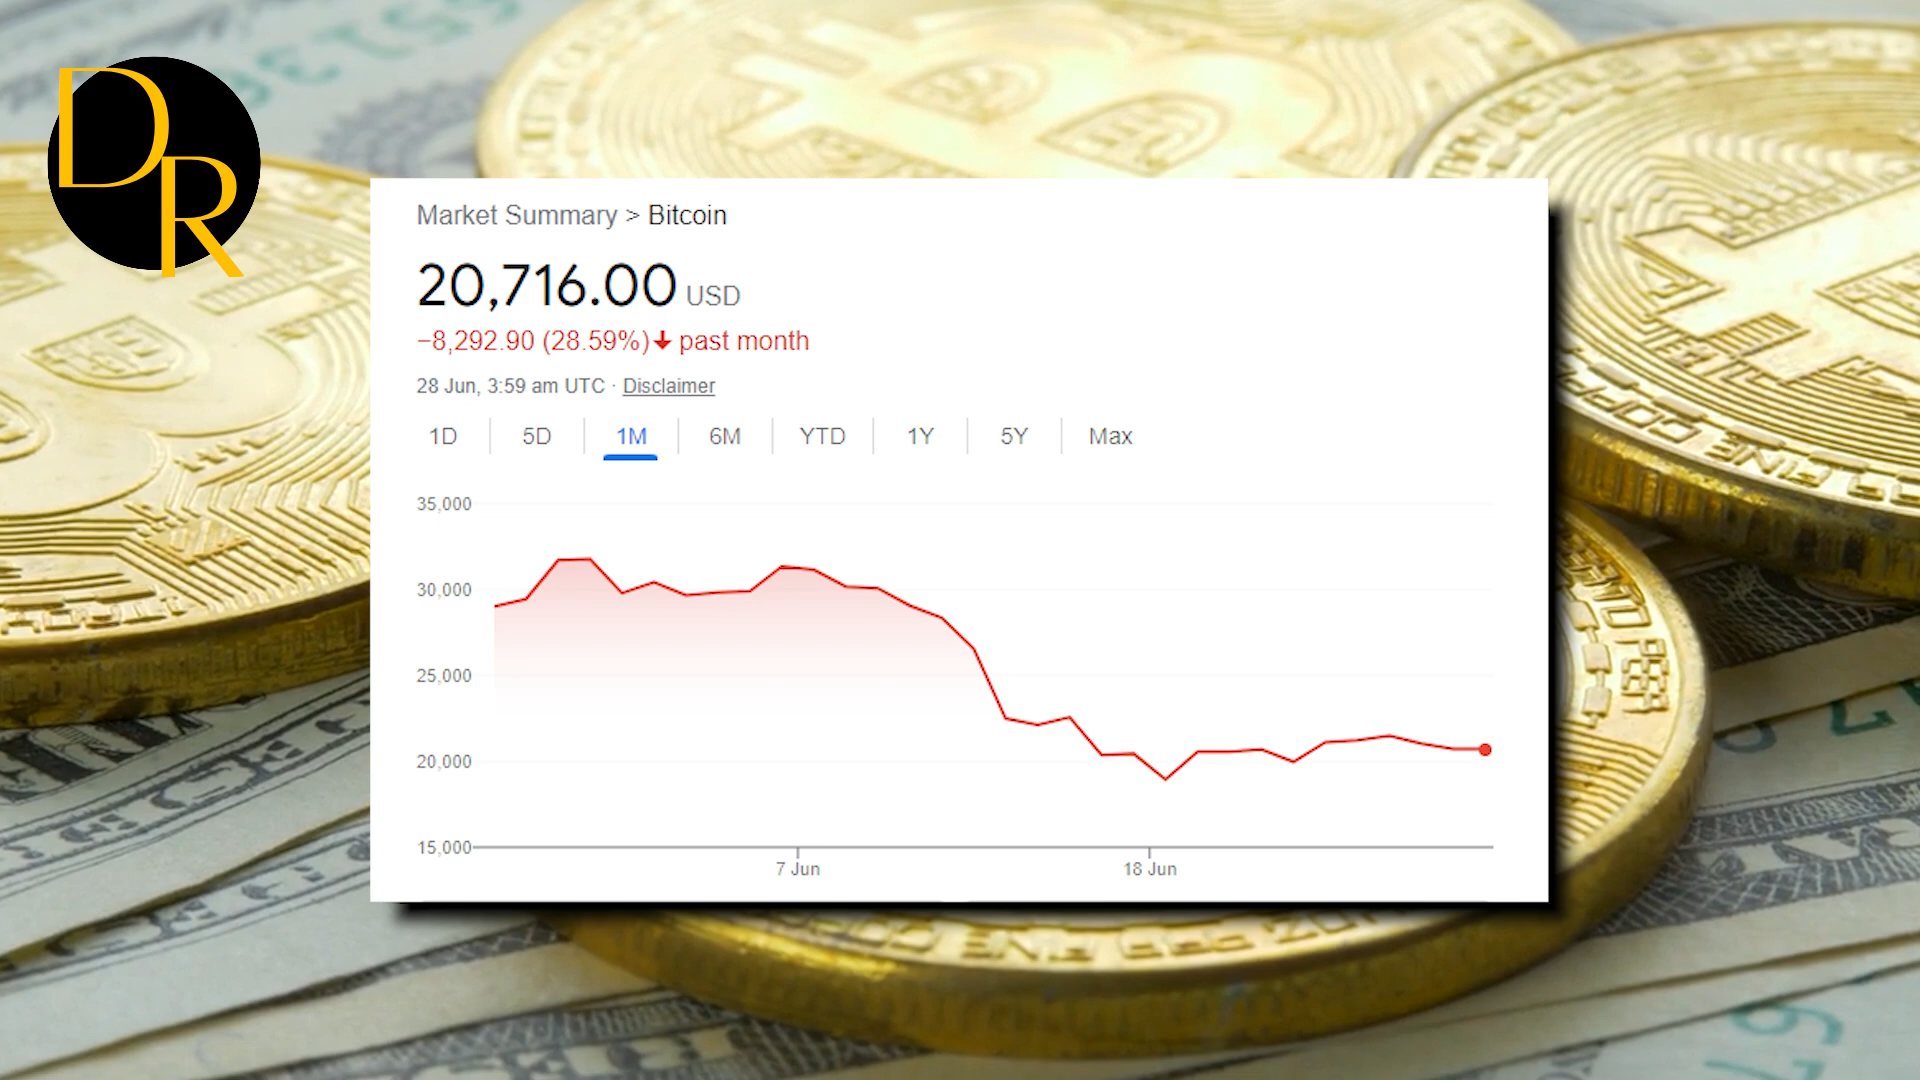 DR
Market Summary > Bitcoin
20,716.00 USD
−8,292.90 (28.59%) ↓ past month
28 Jun, 3:59 am UTC · Disclaimer
1D 5D 1M 6M YTD 1Y 5Y Max
35,000
30,000
25,000
20,000
15,000
7 Jun 18 Jun